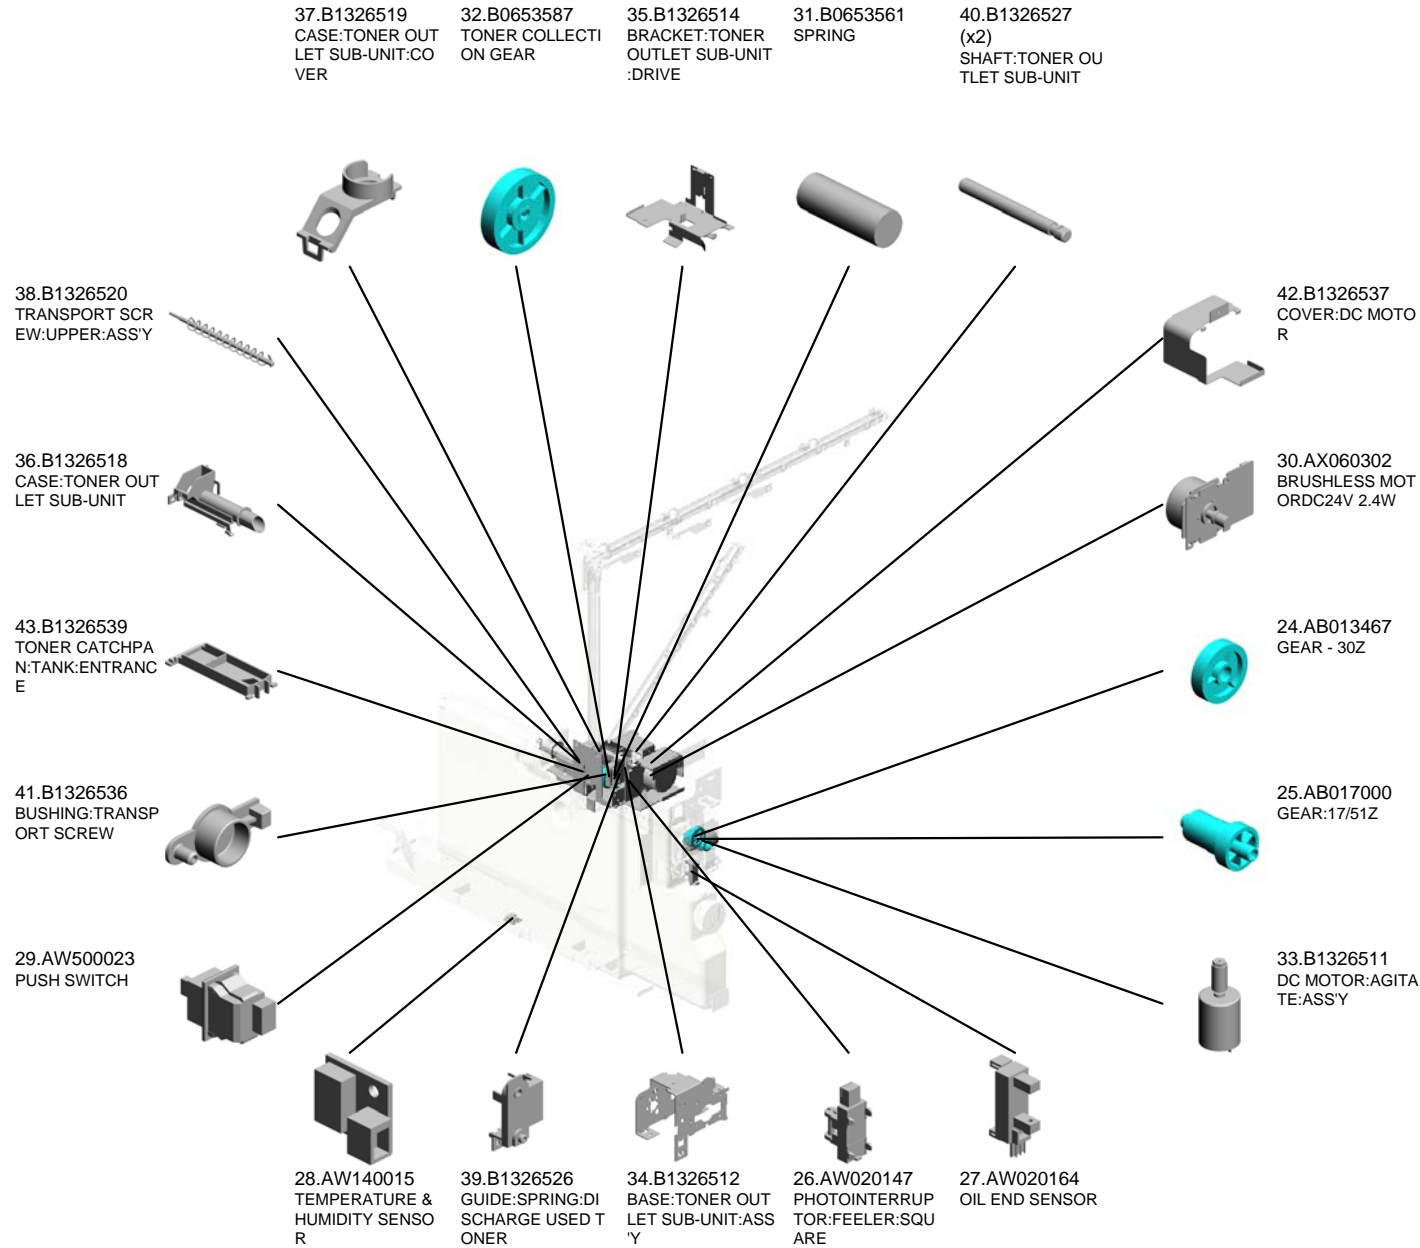 37.B1326519
CASE:TONER OUT
LET SUB-UNIT:CO
VER
32.B0653587
TONER COLLECTI
ON GEAR
35.B1326514
BRACKET:TONER
OUTLET SUB-UNIT
:DRIVE
31.B0653561
SPRING
40.B1326527
(x2)
SHAFT:TONER OU
TLET SUB-UNIT
38.B1326520
TRANSPORT SCR
EW:UPPER:ASS'Y
42.B1326537
COVER:DC MOTO
R
36.B1326518
CASE:TONER OUT
LET SUB-UNIT
30.AX060302
BRUSHLESS MOT
ORDC24V 2.4W
43.B1326539
TONER CATCHPA
N:TANK:ENTRANC
E
24.AB013467
GEAR - 30Z
41.B1326536
BUSHING:TRANSP
ORT SCREW
25.AB017000
GEAR:17/51Z
29.AW500023
PUSH SWITCH
33.B1326511
DC MOTOR:AGITA
TE:ASS'Y
28.AW140015
TEMPERATURE &
HUMIDITY SENSO
R
39.B1326526
GUIDE:SPRING:DI
SCHARGE USED T
ONER
34.B1326512
BASE:TONER OUT
LET SUB-UNIT:ASS
'Y
26.AW020147
PHOTOINTERRUP
TOR:FEELER:SQU
ARE
27.AW020164
OIL END SENSOR